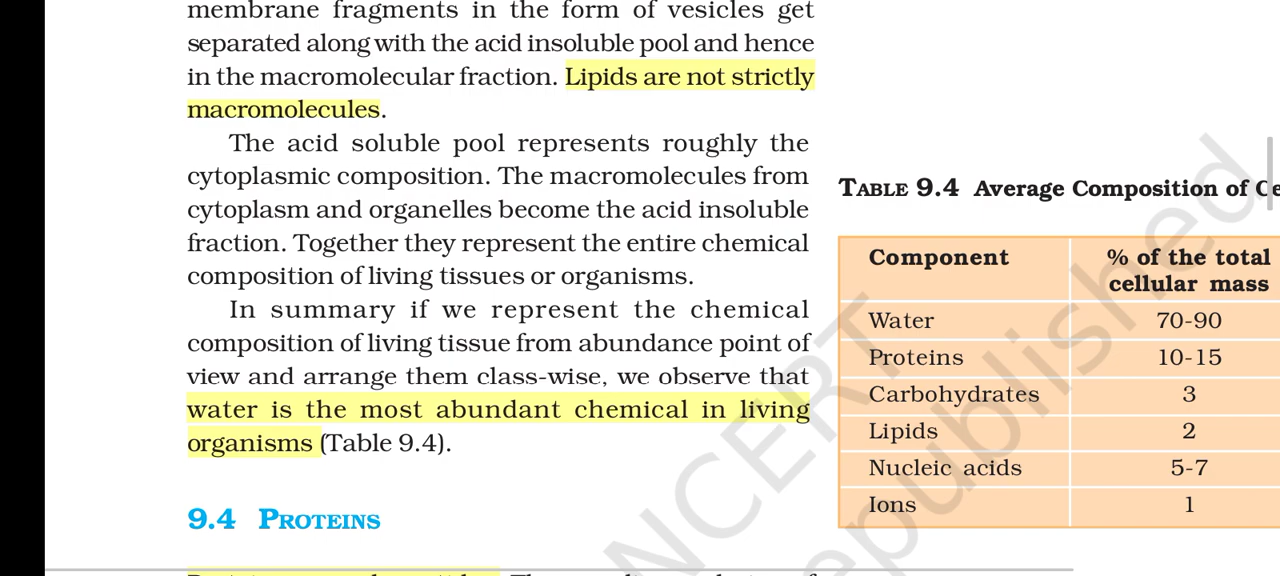 membrane fragments in the form of vesicles get
separated along with the acid insoluble pool and hence
in the macromolecular fraction. Lipids are not strictly
macromolecules.
The acid soluble pool represents roughly the
cytoplasmic composition. The macromolecules from
cytoplasm and organelles become the acid insoluble
fraction. Together they represent the entire chemical
composition of living tissues or organisms.
In summary if we represent the chemical
composition of living tissue from abundance point of
view and arrange them class-wise, we observe that
water is the most abundant chemical in living
organisms (Table 9.4).
9.4 PROTEINS
TABLE 9.4 Average Composition of Ce
Component % of the total
cellular mass
Water 70-90
Proteins 10-15
Carbohydrates 3
Lipids 2
Nucleic acids 5-7
Ions 1
NCERT
epublished